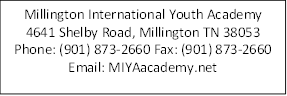 Millington International Youth Academy
4641 Shelby Road, Millington TN 38053
Phone: (901) 873-2660 Fax: (901) 873-2660
Email: MIYAacademy.net